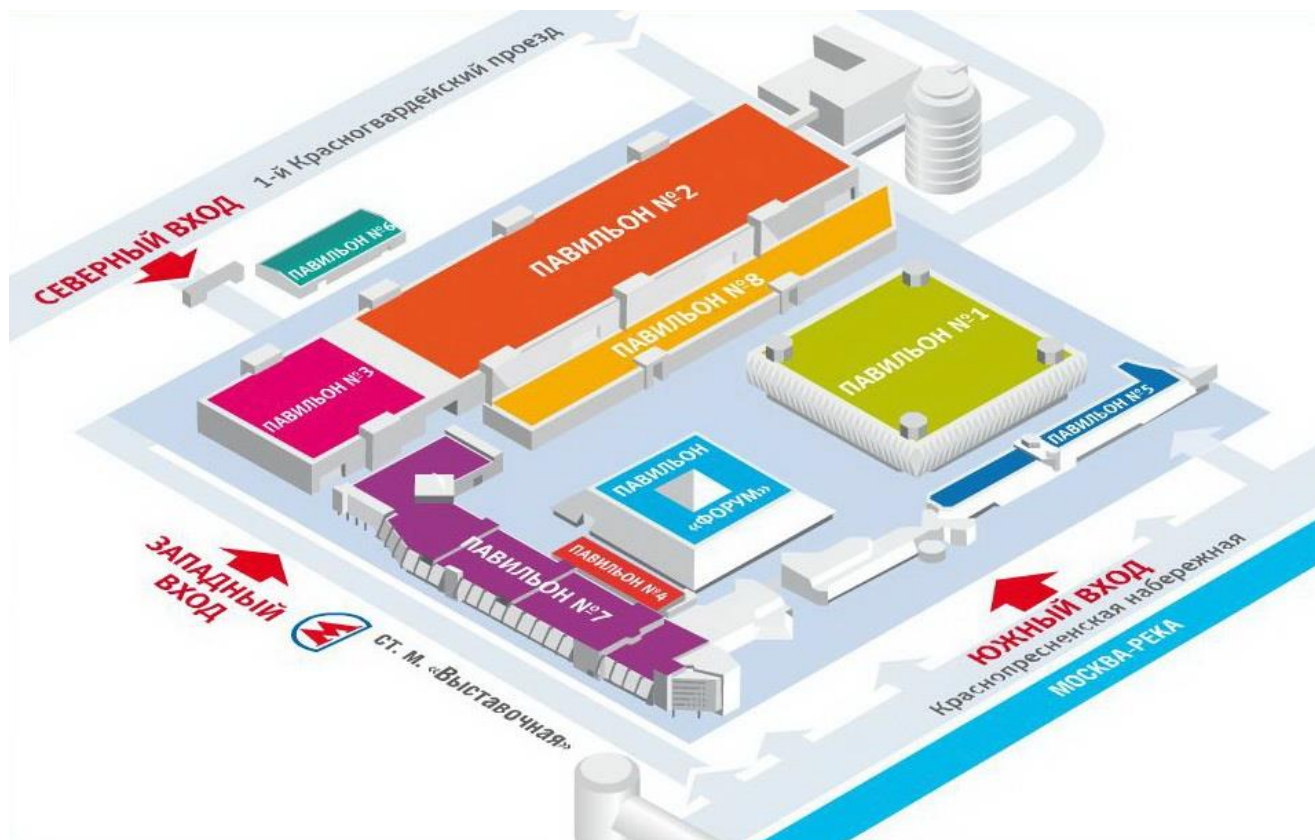 1-й Красногвардейский проезд
СЕВЕРНЫЙ ВХОД
ПАВИЛЬОН №6
ПАВИЛЬОН №2
ПАВИЛЬОН №8
ПАВИЛЬОН №1
ПАВИЛЬОН №3
ПАВИЛЬОН №5
ПАВИЛЬОН
«ФОРУМ»
ПАВИЛЬОН №4
ПАВИЛЬОН №7
ЗАПАДНЫЙ
ВХОД
М
ст. м. «Выставочная»
ЮЖНЫЙ ВХОД
Краснопресненская набережная
МОСКВА-РЕКА